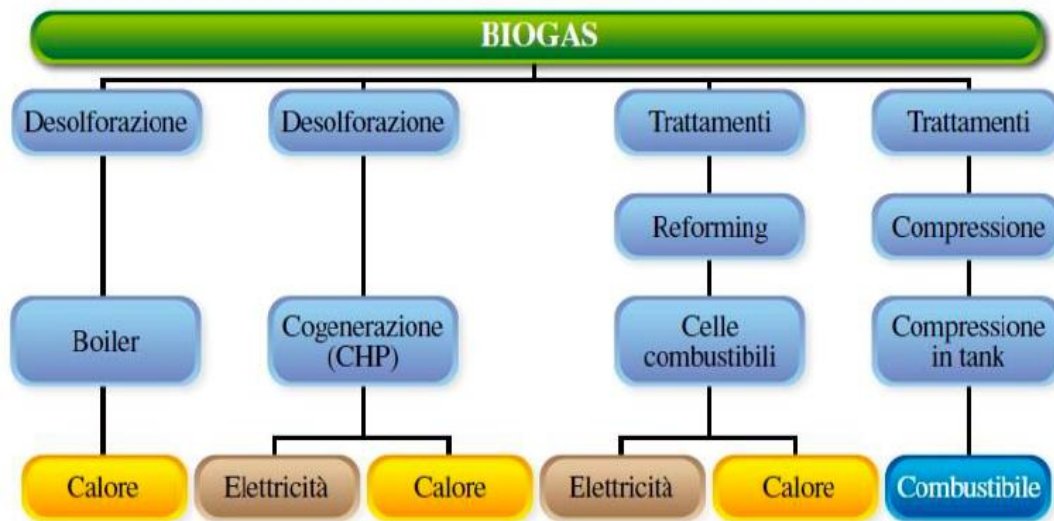 BIOGAS
Desolforazione
Desolforazione
Trattamenti
Trattamenti
Reforming
Compressione
Boiler
Cogenerazione
(CHP)
Celle
combustibili
Compressione
in tank
Calore
Elettricità
Calore
Elettricità
Calore
Combustibile